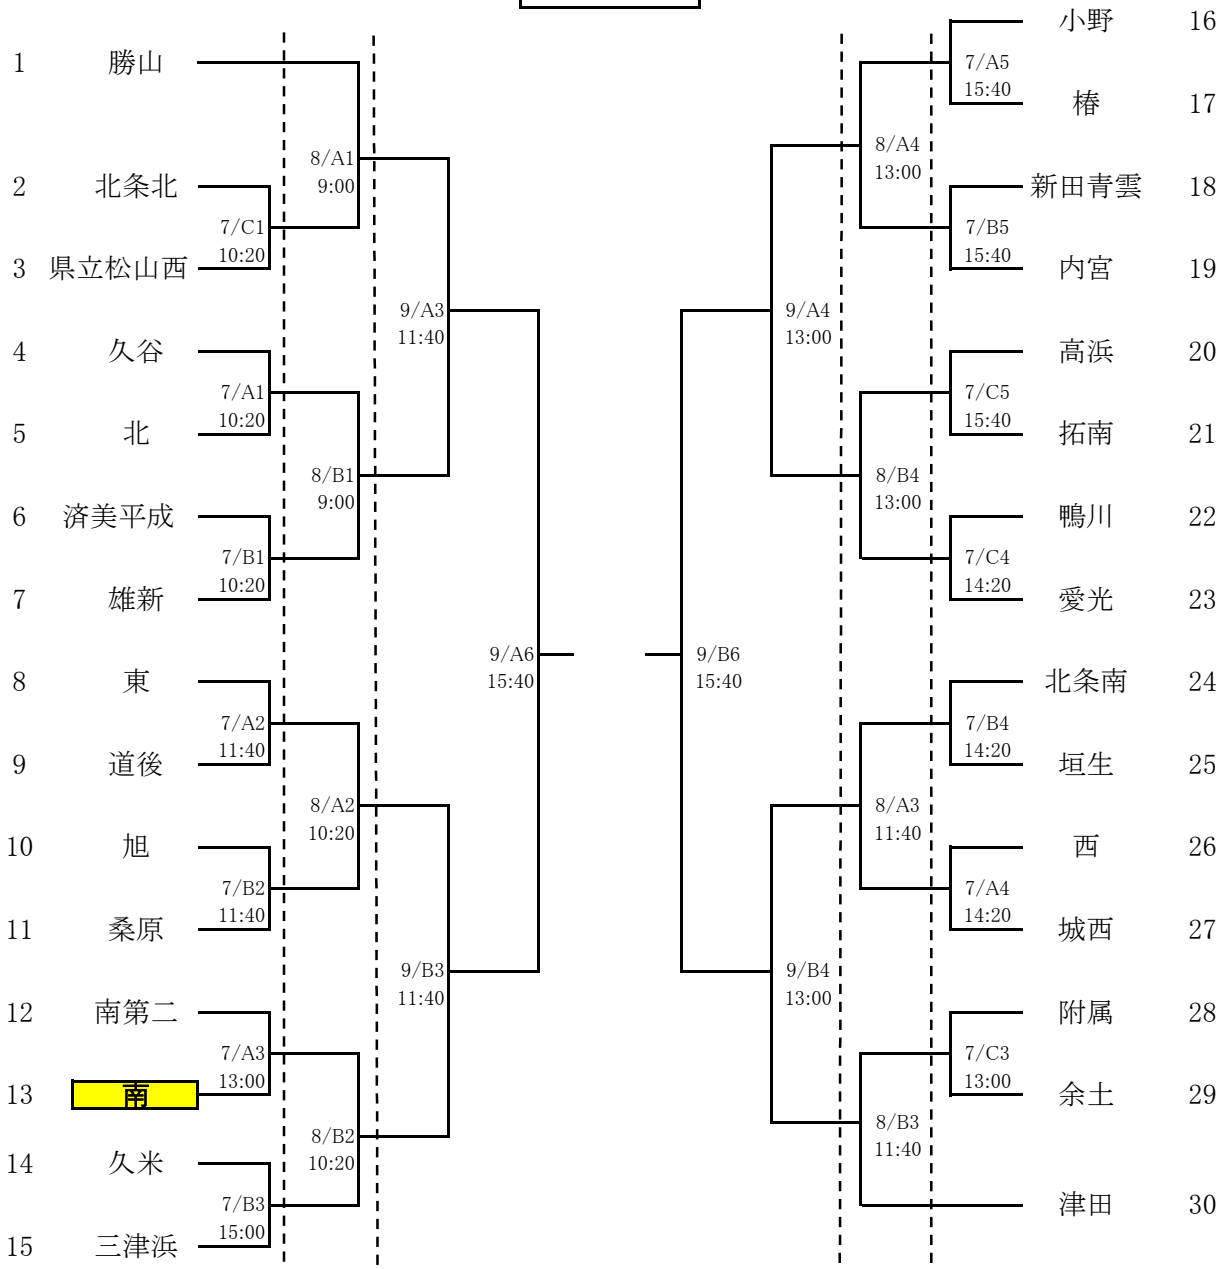 1 勝山
8/A1
9:00
2 北条北
7/C1
10:20
3 県立松山西
9/A3
11:40
4 久谷
7/A1
10:20
5 北
8/B1
9:00
6 済美平成
7/B1
10:20
7 雄新
9/A6
15:40
8 東
7/A2
11:40
9 道後
8/A2
10:20
10 旭
7/B2
11:40
11 桑原
9/B3
11:40
12 南第二
7/A3
13:00
13 南
8/B2
10:20
14 久米
7/B3
15:00
15 三津浜
小野 16
7/A5
15:40
椿 17
8/A4
13:00
新田青雲 18
7/B5
15:40
内宮 19
9/A4
13:00
高浜 20
7/C5
15:40
拓南 21
8/B4
13:00
鴨川 22
7/C4
14:20
愛光 23
9/B6
15:40
北条南 24
7/B4
14:20
垣生 25
8/A3
11:40
西 26
7/A4
14:20
城西 27
9/B4
13:00
附属 28
7/C3
13:00
余土 29
8/B3
11:40
津田 30